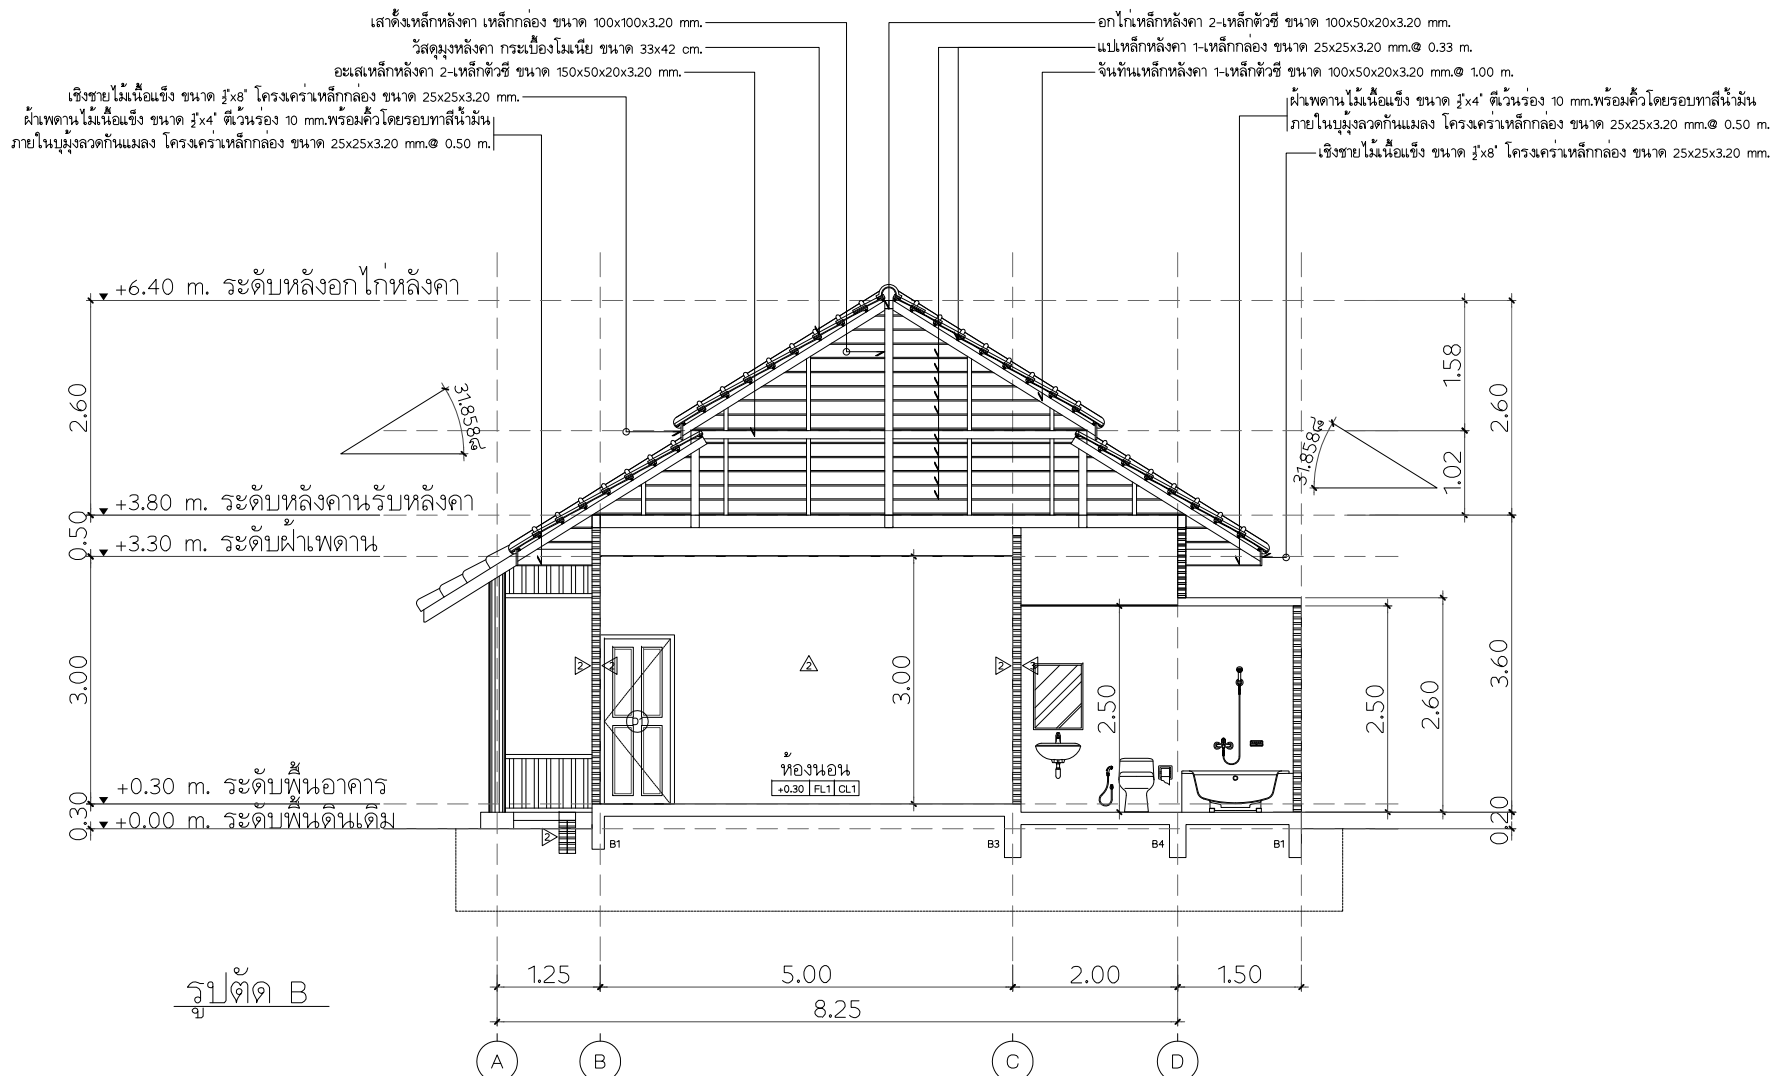 เสาดั้งเหล็กหลังคา เหล็กกล่อง ขนาด 100x100x3.20 mm.
วัสดุมุงหลังคา กระเบื้องโมเนีย ขนาด 33x42 cm.
อะเสเหล็กหลังคา 2-เหล็กตัวซี ขนาด 150x50x20x3.20 mm.
เชิงชายไม้เนื้อแข็ง ขนาด ½"x8" โครงเคร่าเหล็กกล่อง ขนาด 25x25x3.20 mm.
ฝ้าเพดานไม้เนื้อแข็ง ขนาด ½"x4" ตีเว้นร่อง 10 mm.พร้อมคิ้วโดยรอบทาสีน้ำมัน
ภายในบุมุ้งลวดกันแมลง โครงเคร่าเหล็กกล่อง ขนาด 25x25x3.20 mm.@ 0.50 m.
อกไก่เหล็กหลังคา 2-เหล็กตัวซี ขนาด 100x50x20x3.20 mm.
แปเหล็กหลังคา 1-เหล็กกล่อง ขนาด 25x25x3.20 mm.@ 0.33 m.
จันทันเหล็กหลังคา 1-เหล็กตัวซี ขนาด 100x50x20x3.20 mm.@ 1.00 m.
ฝ้าเพดานไม้เนื้อแข็ง ขนาด ½"x4" ตีเว้นร่อง 10 mm.พร้อมคิ้วโดยรอบทาสีน้ำมัน
ภายในบุมุ้งลวดกันแมลง โครงเคร่าเหล็กกล่อง ขนาด 25x25x3.20 mm.@ 0.50 m.
เชิงชายไม้เนื้อแข็ง ขนาด ½"x8" โครงเคร่าเหล็กกล่อง ขนาด 25x25x3.20 mm.
+6.40 m. ระดับหลังอกไก่หลังคา
2.60
31.858
1.58
2.60
31.858
1.02
+3.80 m. ระดับหลังคานรับหลังคา
0.50
+3.30 m. ระดับฝ้าเพดาน
3.00
2
2
2
2
3.00
D1
2.50
2.50
2.60
3.60
ห้องนอน
+0.30 FL1 CL1
+0.30 m. ระดับพื้นอาคาร
0.30
+0.00 m. ระดับพื้นดินเดิม
0.20
2
B1
B3
B4
B1
1.25
5.00
2.00
1.50
8.25
รูปตัด B
A
B
C
D